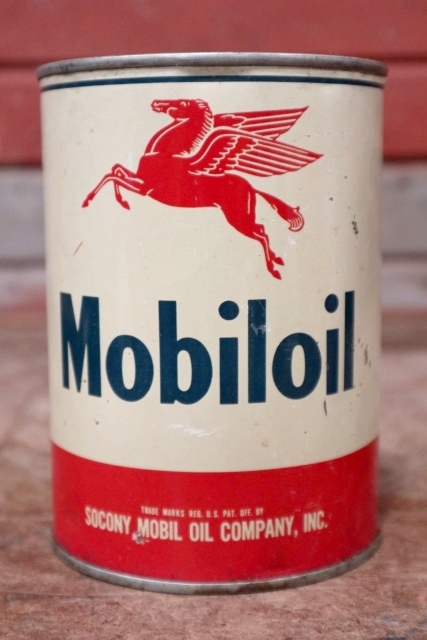 Mobiloil
TRADE MARKS REG. U.S. PAT. OFF. BY
SOCONY MOBIL OIL COMPANY, INC.